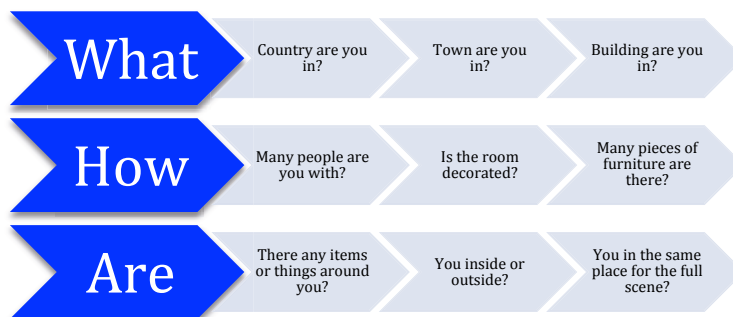 What
Country are you
in?
Town are you
in?
Building are you
in?
How
Many people are
you with?
Is the room
decorated?
Many pieces of
furniture are
there?
Are
There any items
or things around
you?
You inside or
outside?
You in the same
place for the full
scene?